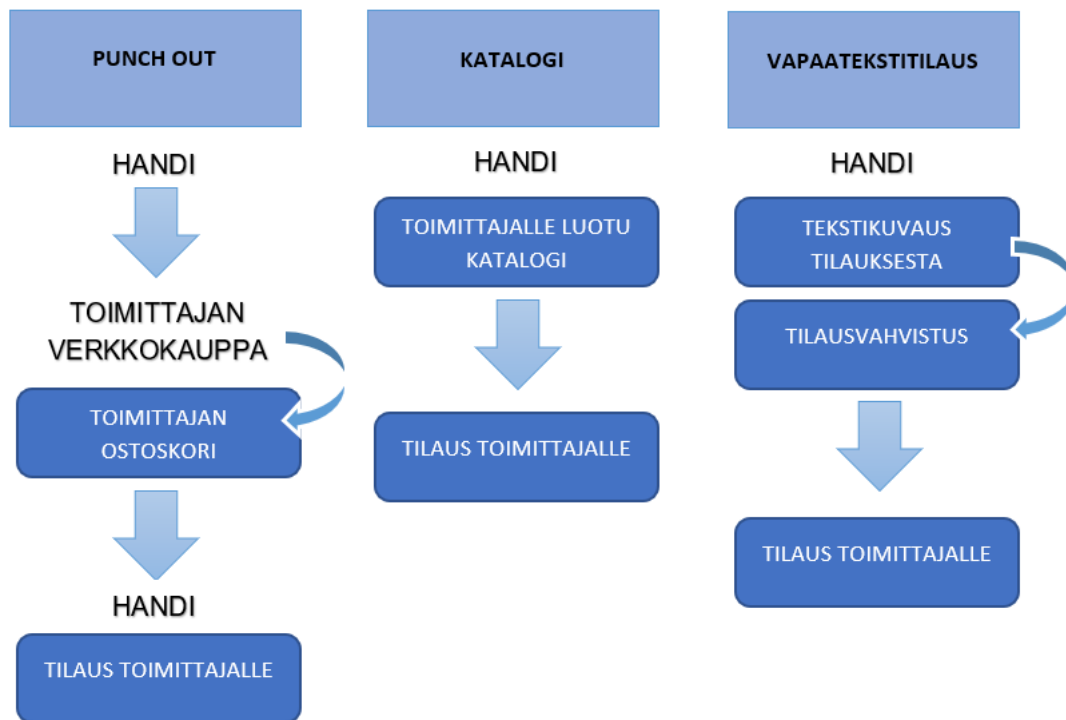 PUNCH OUT
HANDI
TOIMITTAJAN
VERKKOKAUPPA
TOIMITTAJAN
OSTOSKORI
HANDI
TILAUS TOIMITTAJALLE
KATALOGI
HANDI
TOIMITTAJALLE LUOTU
KATALOGI
TILAUS TOIMITTAJALLE
VAPAATEKSTITILAUS
HANDI
TEKSTIKUVAUS
TILAUKSESTA
TILAUSVAHVISTUS
TILAUS TOIMITTAJALLE